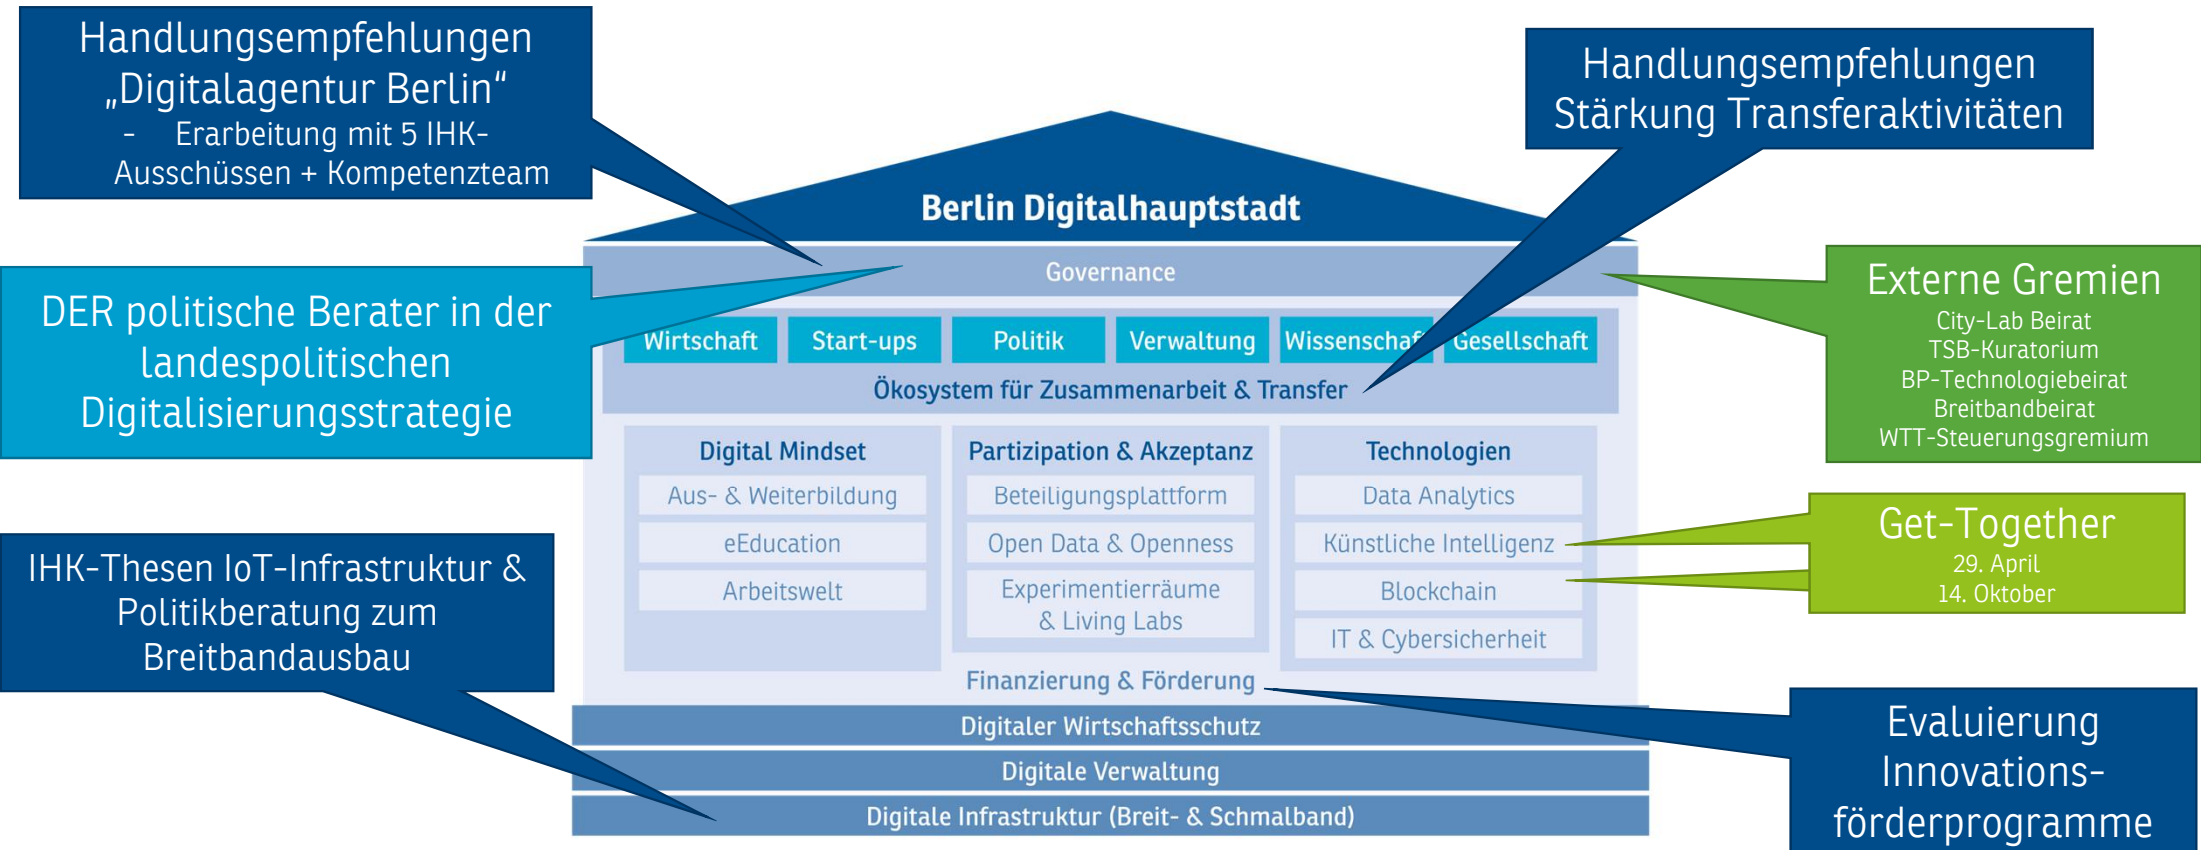 Handlungsempfehlungen
„Digitalagentur Berlin“
- Erarbeitung mit 5 IHK-
Ausschüssen + Kompetenzteam
DER politische Berater in der
landespolitischen
Digitalisierungsstrategie
IHK-Thesen IoT-Infrastruktur &
Politikberatung zum
Breitbandausbau
Berlin Digitalhauptstadt
Governance
Wirtschaft
Start-ups
Politik
Verwaltung
Wissenschaft
Gesellschaft
Ökosystem für Zusammenarbeit & Transfer
Digital Mindset
Aus- & Weiterbildung
eEducation
Arbeitswelt
Partizipation & Akzeptanz
Beteiligungsplattform
Open Data & Openness
Experimentierräume
& Living Labs
Technologien
Data Analytics
Künstliche Intelligenz
Blockchain
IT & Cybersicherheit
Finanzierung & Förderung
Digitaler Wirtschaftsschutz
Digitale Verwaltung
Digitale Infrastruktur (Breit- & Schmalband)
Handlungsempfehlungen
Stärkung Transferaktivitäten
Externe Gremien
City-Lab Beirat
TSB-Kuratorium
BP-Technologiebeirat
Breitbandbeirat
WTT-Steuerungsgremium
Get-Together
29. April
14. Oktober
Evaluierung
Innovations-
förderprogramme